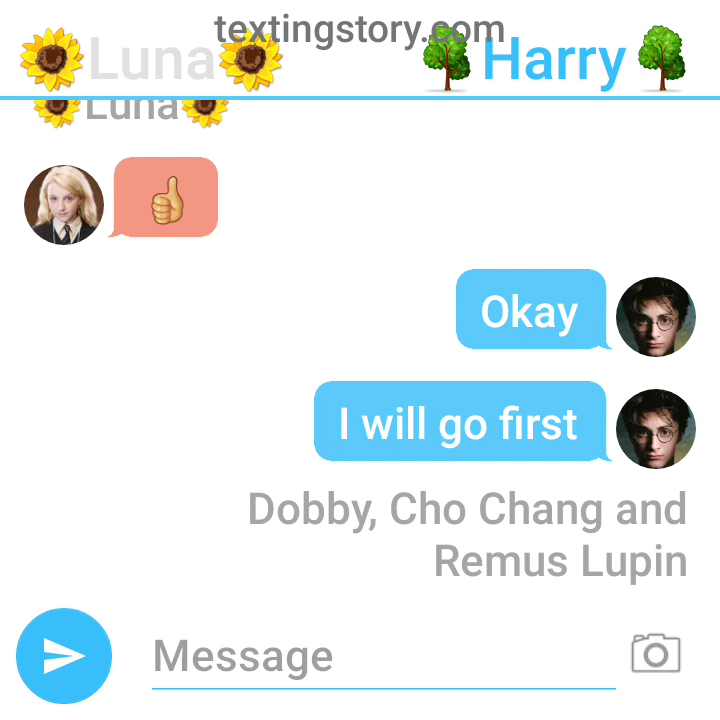 textingstory.com
🌻Luna🌻 🌳Harry🌳
🌻Luna🌻
👍
Okay
I will go first
Dobby, Cho Chang and
Remus Lupin
Message